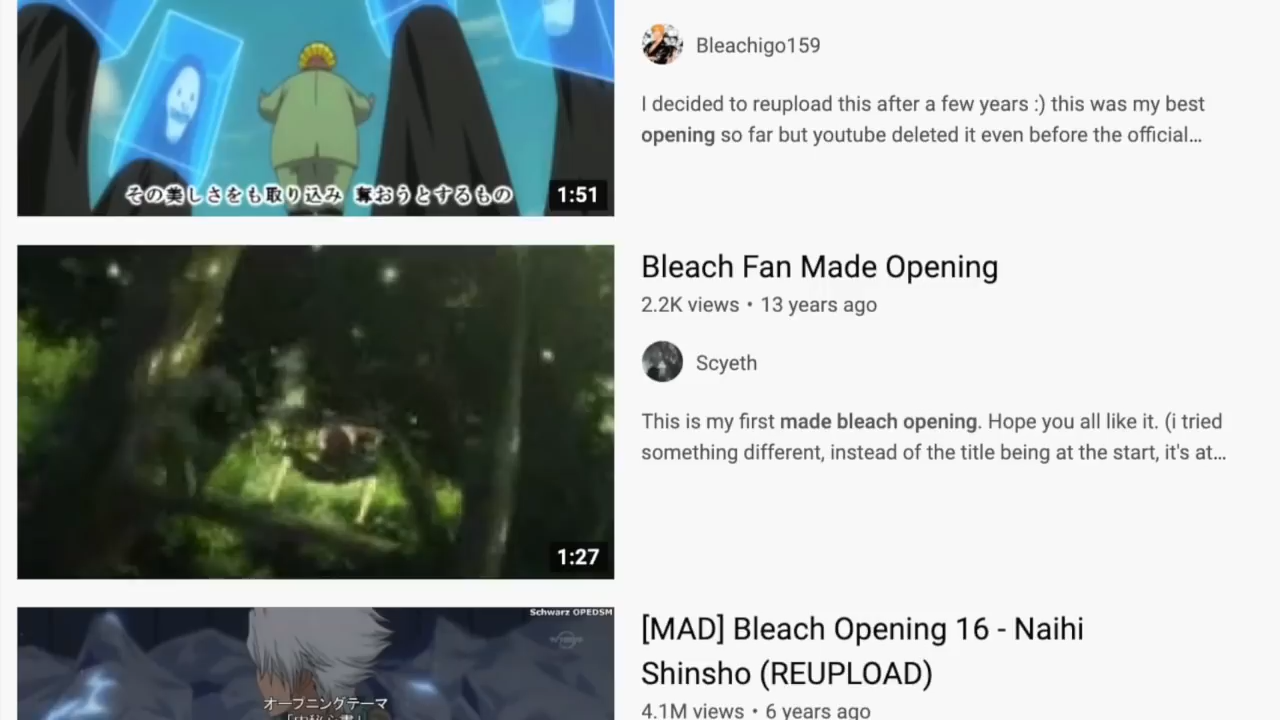 Bleachigo159
I decided to reupload this after a few years :) this was my best
opening so far but youtube deleted it even before the official...
その美しさをも取り込み 奪おうとするもの
1:51
Bleach Fan Made Opening
2.2K views • 13 years ago
Scyeth
This is my first made bleach opening. Hope you all like it. (i tried
something different, instead of the title being at the start, it's at...
1:27
Schwarz OPEDSM
[MAD] Bleach Opening 16 - Naihi
Shinsho (REUPLOAD)
オープニングテーマ
4.1M views • 6 years ago